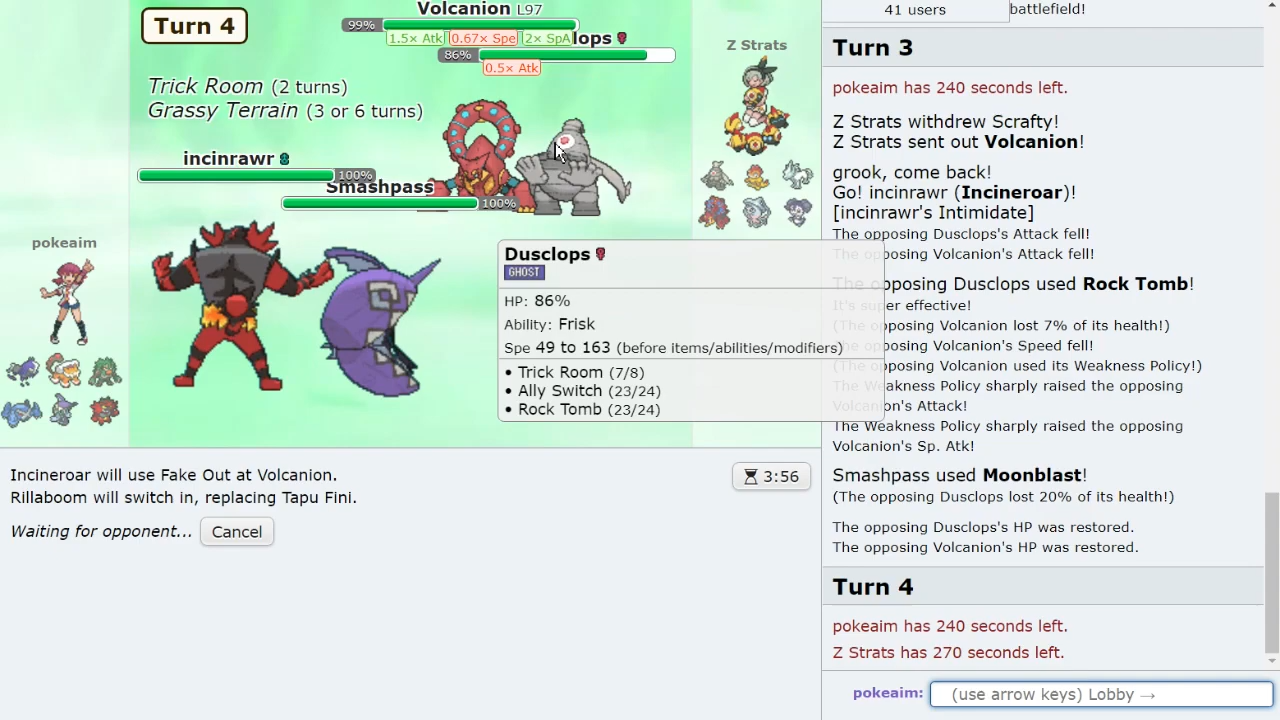 Turn 4
Volcanion L97
99%
1.5× Atk 0.67× Spe 2× SpA
lops
86%
0.5× Atk
Trick Room (2 turns)
Grassy Terrain (3 or 6 turns)
incinrawr
100%
Smashpass
100%
pokeaim
Z Strats
Dusclops
GHOST
HP: 86%
Ability: Frisk
Spe 49 to 163 (before items/abilities/modifiers)
• Trick Room (7/8)
• Ally Switch (23/24)
• Rock Tomb (23/24)
Incineroar will use Fake Out at Volcanion.
Rillaboom will switch in, replacing Tapu Fini.
Waiting for opponent... Cancel
3:56
41 users
battlefield!
Turn 3
pokeaim has 240 seconds left.
Z Strats withdrew Scrafty!
Z Strats sent out Volcanion!
grook, come back!
Go! incinrawr (Incineroar)!
[incinrawr's Intimidate]
The opposing Dusclops's Attack fell!
The opposing Volcanion's Attack fell!
The opposing Dusclops used Rock Tomb!
It's super effective!
(The opposing Volcanion lost 7% of its health!)
The opposing Volcanion's Speed fell!
(The opposing Volcanion used its Weakness Policy!)
The Weakness Policy sharply raised the opposing
Volcanion's Attack!
The Weakness Policy sharply raised the opposing
Volcanion's Sp. Atk!
Smashpass used Moonblast!
(The opposing Dusclops lost 20% of its health!)
The opposing Dusclops's HP was restored.
The opposing Volcanion's HP was restored.
Turn 4
pokeaim has 240 seconds left.
Z Strats has 270 seconds left.
pokeaim: (use arrow keys) Lobby →